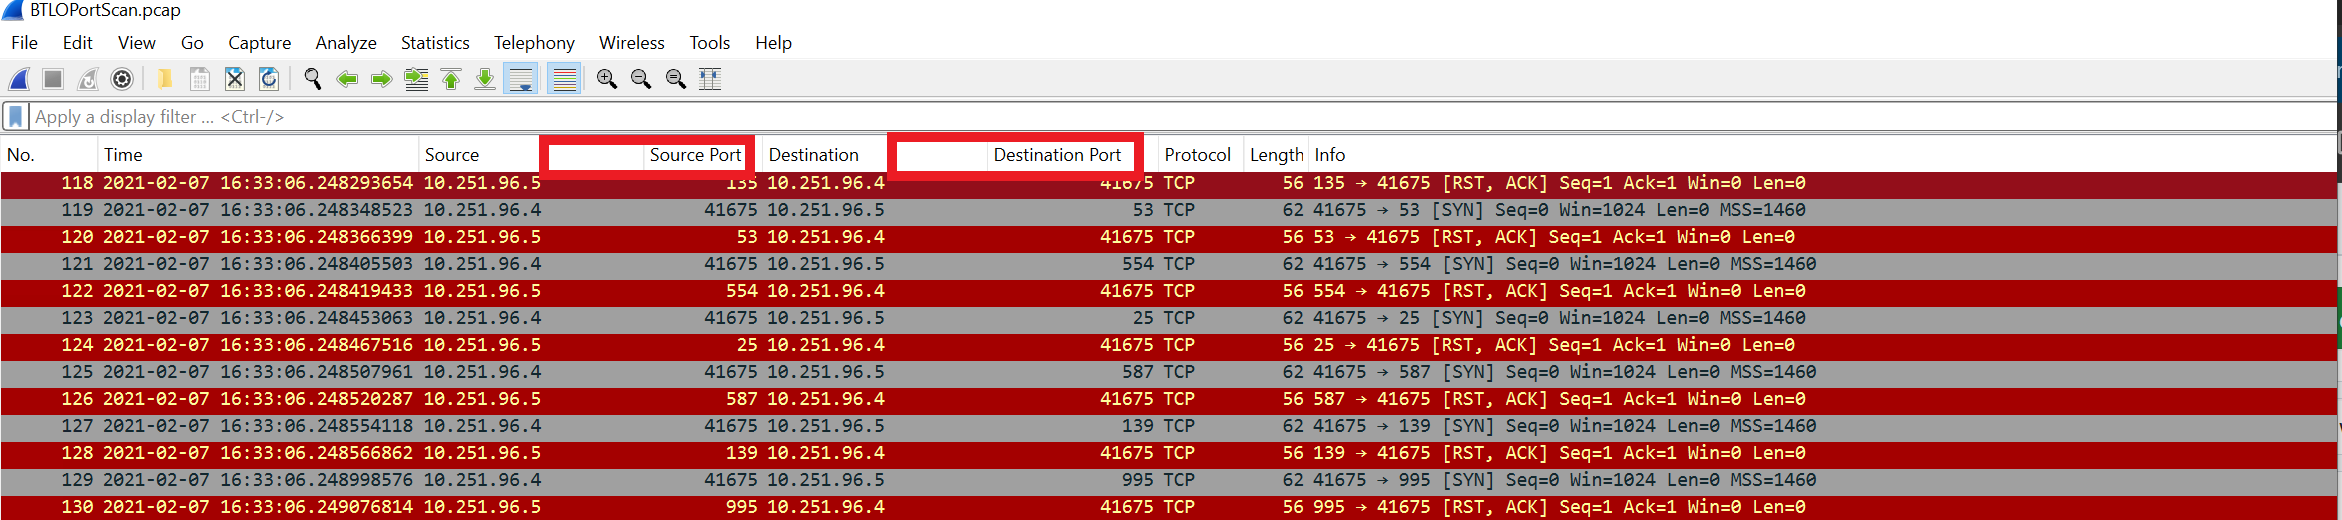 BTLOPortScan.pcap
File Edit View Go Capture Analyze Statistics Telephony Wireless Tools Help
Apply a display filter ... <Ctrl-/>
No. Time Source Source Port Destination Destination Port Protocol Length Info
118 2021-02-07 16:33:06.248293654 10.251.96.5 135 10.251.96.4 41675 TCP 56 135 → 41675 [RST, ACK] Seq=1 Ack=1 Win=0 Len=0
119 2021-02-07 16:33:06.248348523 10.251.96.4 41675 10.251.96.5 53 TCP 62 41675 → 53 [SYN] Seq=0 Win=1024 Len=0 MSS=1460
120 2021-02-07 16:33:06.248366399 10.251.96.5 53 10.251.96.4 41675 TCP 56 53 → 41675 [RST, ACK] Seq=1 Ack=1 Win=0 Len=0
121 2021-02-07 16:33:06.248405503 10.251.96.4 41675 10.251.96.5 554 TCP 62 41675 → 554 [SYN] Seq=0 Win=1024 Len=0 MSS=1460
122 2021-02-07 16:33:06.248419433 10.251.96.5 554 10.251.96.4 41675 TCP 56 554 → 41675 [RST, ACK] Seq=1 Ack=1 Win=0 Len=0
123 2021-02-07 16:33:06.248453063 10.251.96.4 41675 10.251.96.5 25 TCP 62 41675 → 25 [SYN] Seq=0 Win=1024 Len=0 MSS=1460
124 2021-02-07 16:33:06.248467516 10.251.96.5 25 10.251.96.4 41675 TCP 56 25 → 41675 [RST, ACK] Seq=1 Ack=1 Win=0 Len=0
125 2021-02-07 16:33:06.248507961 10.251.96.4 41675 10.251.96.5 587 TCP 62 41675 → 587 [SYN] Seq=0 Win=1024 Len=0 MSS=1460
126 2021-02-07 16:33:06.248520287 10.251.96.5 587 10.251.96.4 41675 TCP 56 587 → 41675 [RST, ACK] Seq=1 Ack=1 Win=0 Len=0
127 2021-02-07 16:33:06.248554118 10.251.96.4 41675 10.251.96.5 139 TCP 62 41675 → 139 [SYN] Seq=0 Win=1024 Len=0 MSS=1460
128 2021-02-07 16:33:06.248566862 10.251.96.5 139 10.251.96.4 41675 TCP 56 139 → 41675 [RST, ACK] Seq=1 Ack=1 Win=0 Len=0
129 2021-02-07 16:33:06.248998576 10.251.96.4 41675 10.251.96.5 995 TCP 62 41675 → 995 [SYN] Seq=0 Win=1024 Len=0 MSS=1460
130 2021-02-07 16:33:06.249076814 10.251.96.5 995 10.251.96.4 41675 TCP 56 995 → 41675 [RST, ACK] Seq=1 Ack=1 Win=0 Len=0